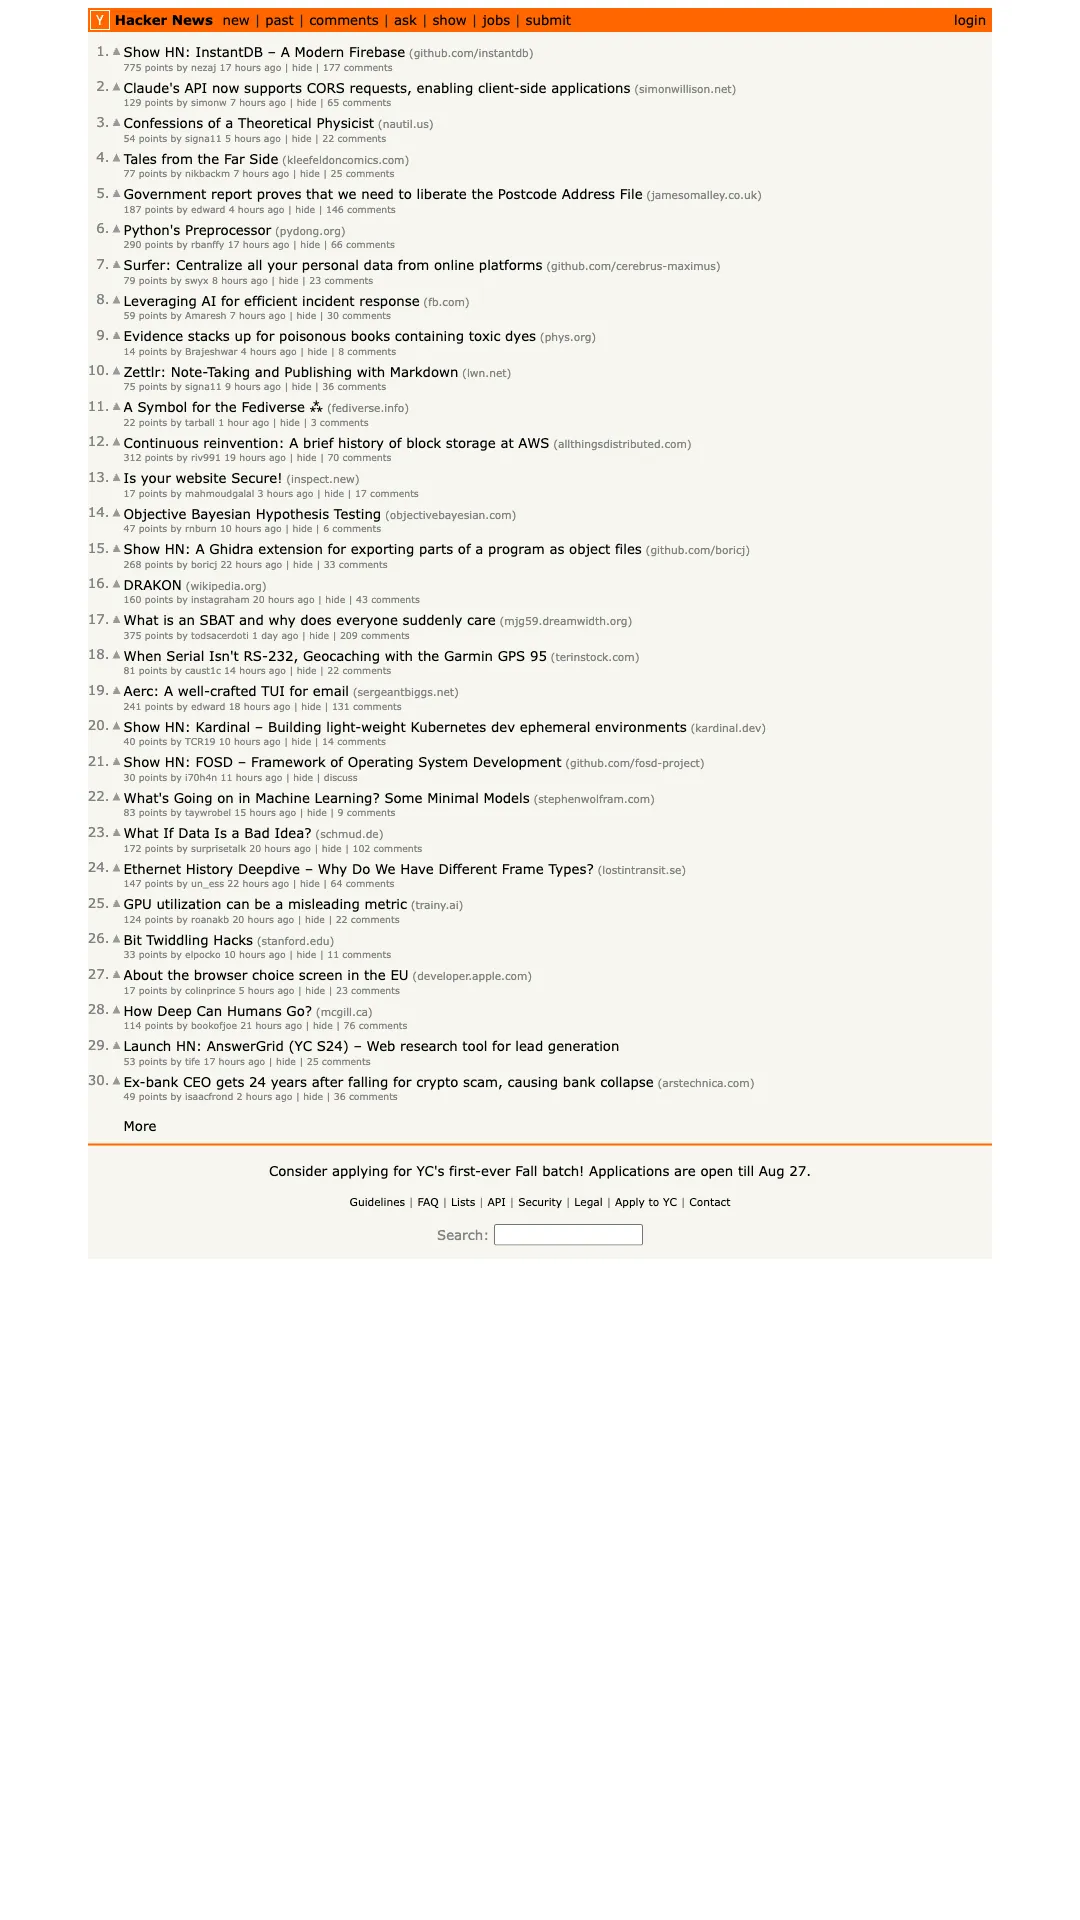 Y Hacker News new | past | comments | ask | show | jobs | submit login
1. Show HN: InstantDB – A Modern Firebase (github.com/instantdb)
775 points by nezaj 17 hours ago | hide | 177 comments
2. Claude's API now supports CORS requests, enabling client-side applications (simonwillison.net)
129 points by simonw 7 hours ago | hide | 65 comments
3. Confessions of a Theoretical Physicist (nautil.us)
54 points by signa11 5 hours ago | hide | 22 comments
4. Tales from the Far Side (kleefeldoncomics.com)
77 points by nikbackm 7 hours ago | hide | 25 comments
5. Government report proves that we need to liberate the Postcode Address File (jamesomalley.co.uk)
187 points by edward 4 hours ago | hide | 146 comments
6. Python's Preprocessor (pydong.org)
290 points by rbanffy 17 hours ago | hide | 66 comments
7. Surfer: Centralize all your personal data from online platforms (github.com/cerebrus-maximus)
79 points by swyx 8 hours ago | hide | 23 comments
8. Leveraging AI for efficient incident response (fb.com)
59 points by Amaresh 7 hours ago | hide | 30 comments
9. Evidence stacks up for poisonous books containing toxic dyes (phys.org)
14 points by Brajeshwar 4 hours ago | hide | 8 comments
10. Zettlr: Note-Taking and Publishing with Markdown (lwn.net)
75 points by signa11 9 hours ago | hide | 36 comments
11. A Symbol for the Fediverse ⁂ (fediverse.info)
22 points by tarball 1 hour ago | hide | 3 comments
12. Continuous reinvention: A brief history of block storage at AWS (allthingsdistributed.com)
312 points by riv991 19 hours ago | hide | 70 comments
13. Is your website Secure! (inspect.new)
17 points by mahmoudgalal 3 hours ago | hide | 17 comments
14. Objective Bayesian Hypothesis Testing (objectivebayesian.com)
47 points by rnburn 10 hours ago | hide | 6 comments
15. Show HN: A Ghidra extension for exporting parts of a program as object files (github.com/boricj)
268 points by boricj 22 hours ago | hide | 33 comments
16. DRAKON (wikipedia.org)
160 points by instagraham 20 hours ago | hide | 43 comments
17. What is an SBAT and why does everyone suddenly care (mjg59.dreamwidth.org)
375 points by todsacerdoti 1 day ago | hide | 209 comments
18. When Serial Isn't RS-232, Geocaching with the Garmin GPS 95 (terinstock.com)
81 points by caust1c 14 hours ago | hide | 22 comments
19. Aerc: A well-crafted TUI for email (sergeantbiggs.net)
241 points by edward 18 hours ago | hide | 131 comments
20. Show HN: Kardinal – Building light-weight Kubernetes dev ephemeral environments (kardinal.dev)
40 points by TCR19 10 hours ago | hide | 14 comments
21. Show HN: FOSD – Framework of Operating System Development (github.com/fosd-project)
30 points by i70h4n 11 hours ago | hide | discuss
22. What's Going on in Machine Learning? Some Minimal Models (stephenwolfram.com)
83 points by taywrobel 15 hours ago | hide | 9 comments
23. What If Data Is a Bad Idea? (schmud.de)
172 points by surprisetalk 20 hours ago | hide | 102 comments
24. Ethernet History Deepdive – Why Do We Have Different Frame Types? (lostintransit.se)
147 points by un_ess 22 hours ago | hide | 64 comments
25. GPU utilization can be a misleading metric (trainy.ai)
124 points by roanakb 20 hours ago | hide | 22 comments
26. Bit Twiddling Hacks (stanford.edu)
33 points by elpocko 10 hours ago | hide | 11 comments
27. About the browser choice screen in the EU (developer.apple.com)
17 points by colinprince 5 hours ago | hide | 23 comments
28. How Deep Can Humans Go? (mcgill.ca)
114 points by bookofjoe 21 hours ago | hide | 76 comments
29. Launch HN: AnswerGrid (YC S24) – Web research tool for lead generation
53 points by tife 17 hours ago | hide | 25 comments
30. Ex-bank CEO gets 24 years after falling for crypto scam, causing bank collapse (arstechnica.com)
49 points by isaacfrond 2 hours ago | hide | 36 comments
More
Consider applying for YC's first-ever Fall batch! Applications are open till Aug 27.
Guidelines | FAQ | Lists | API | Security | Legal | Apply to YC | Contact
Search: